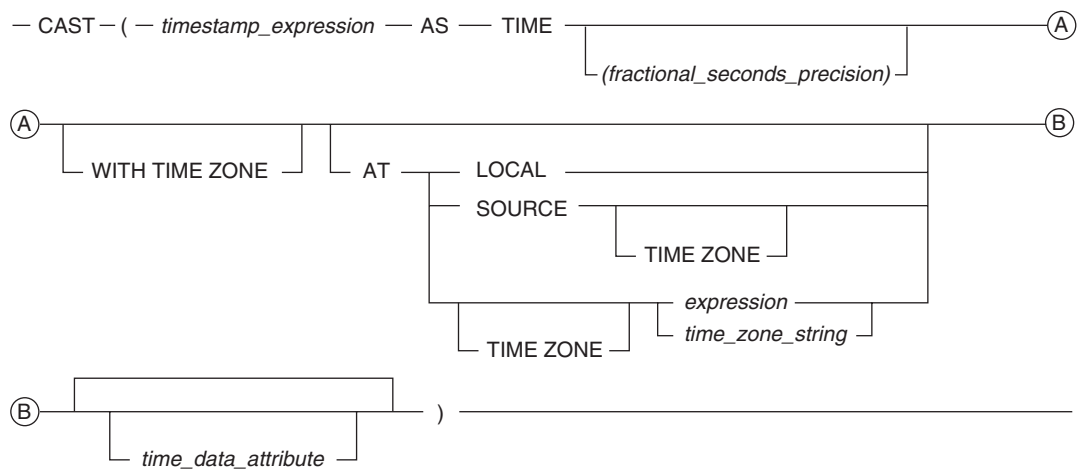 CAST ( timestamp_expression AS TIME A
(fractional_seconds_precision)
A B
WITH TIME ZONE AT LOCAL
SOURCE
TIME ZONE
expression
TIME ZONE time_zone_string
B )
time_data_attribute